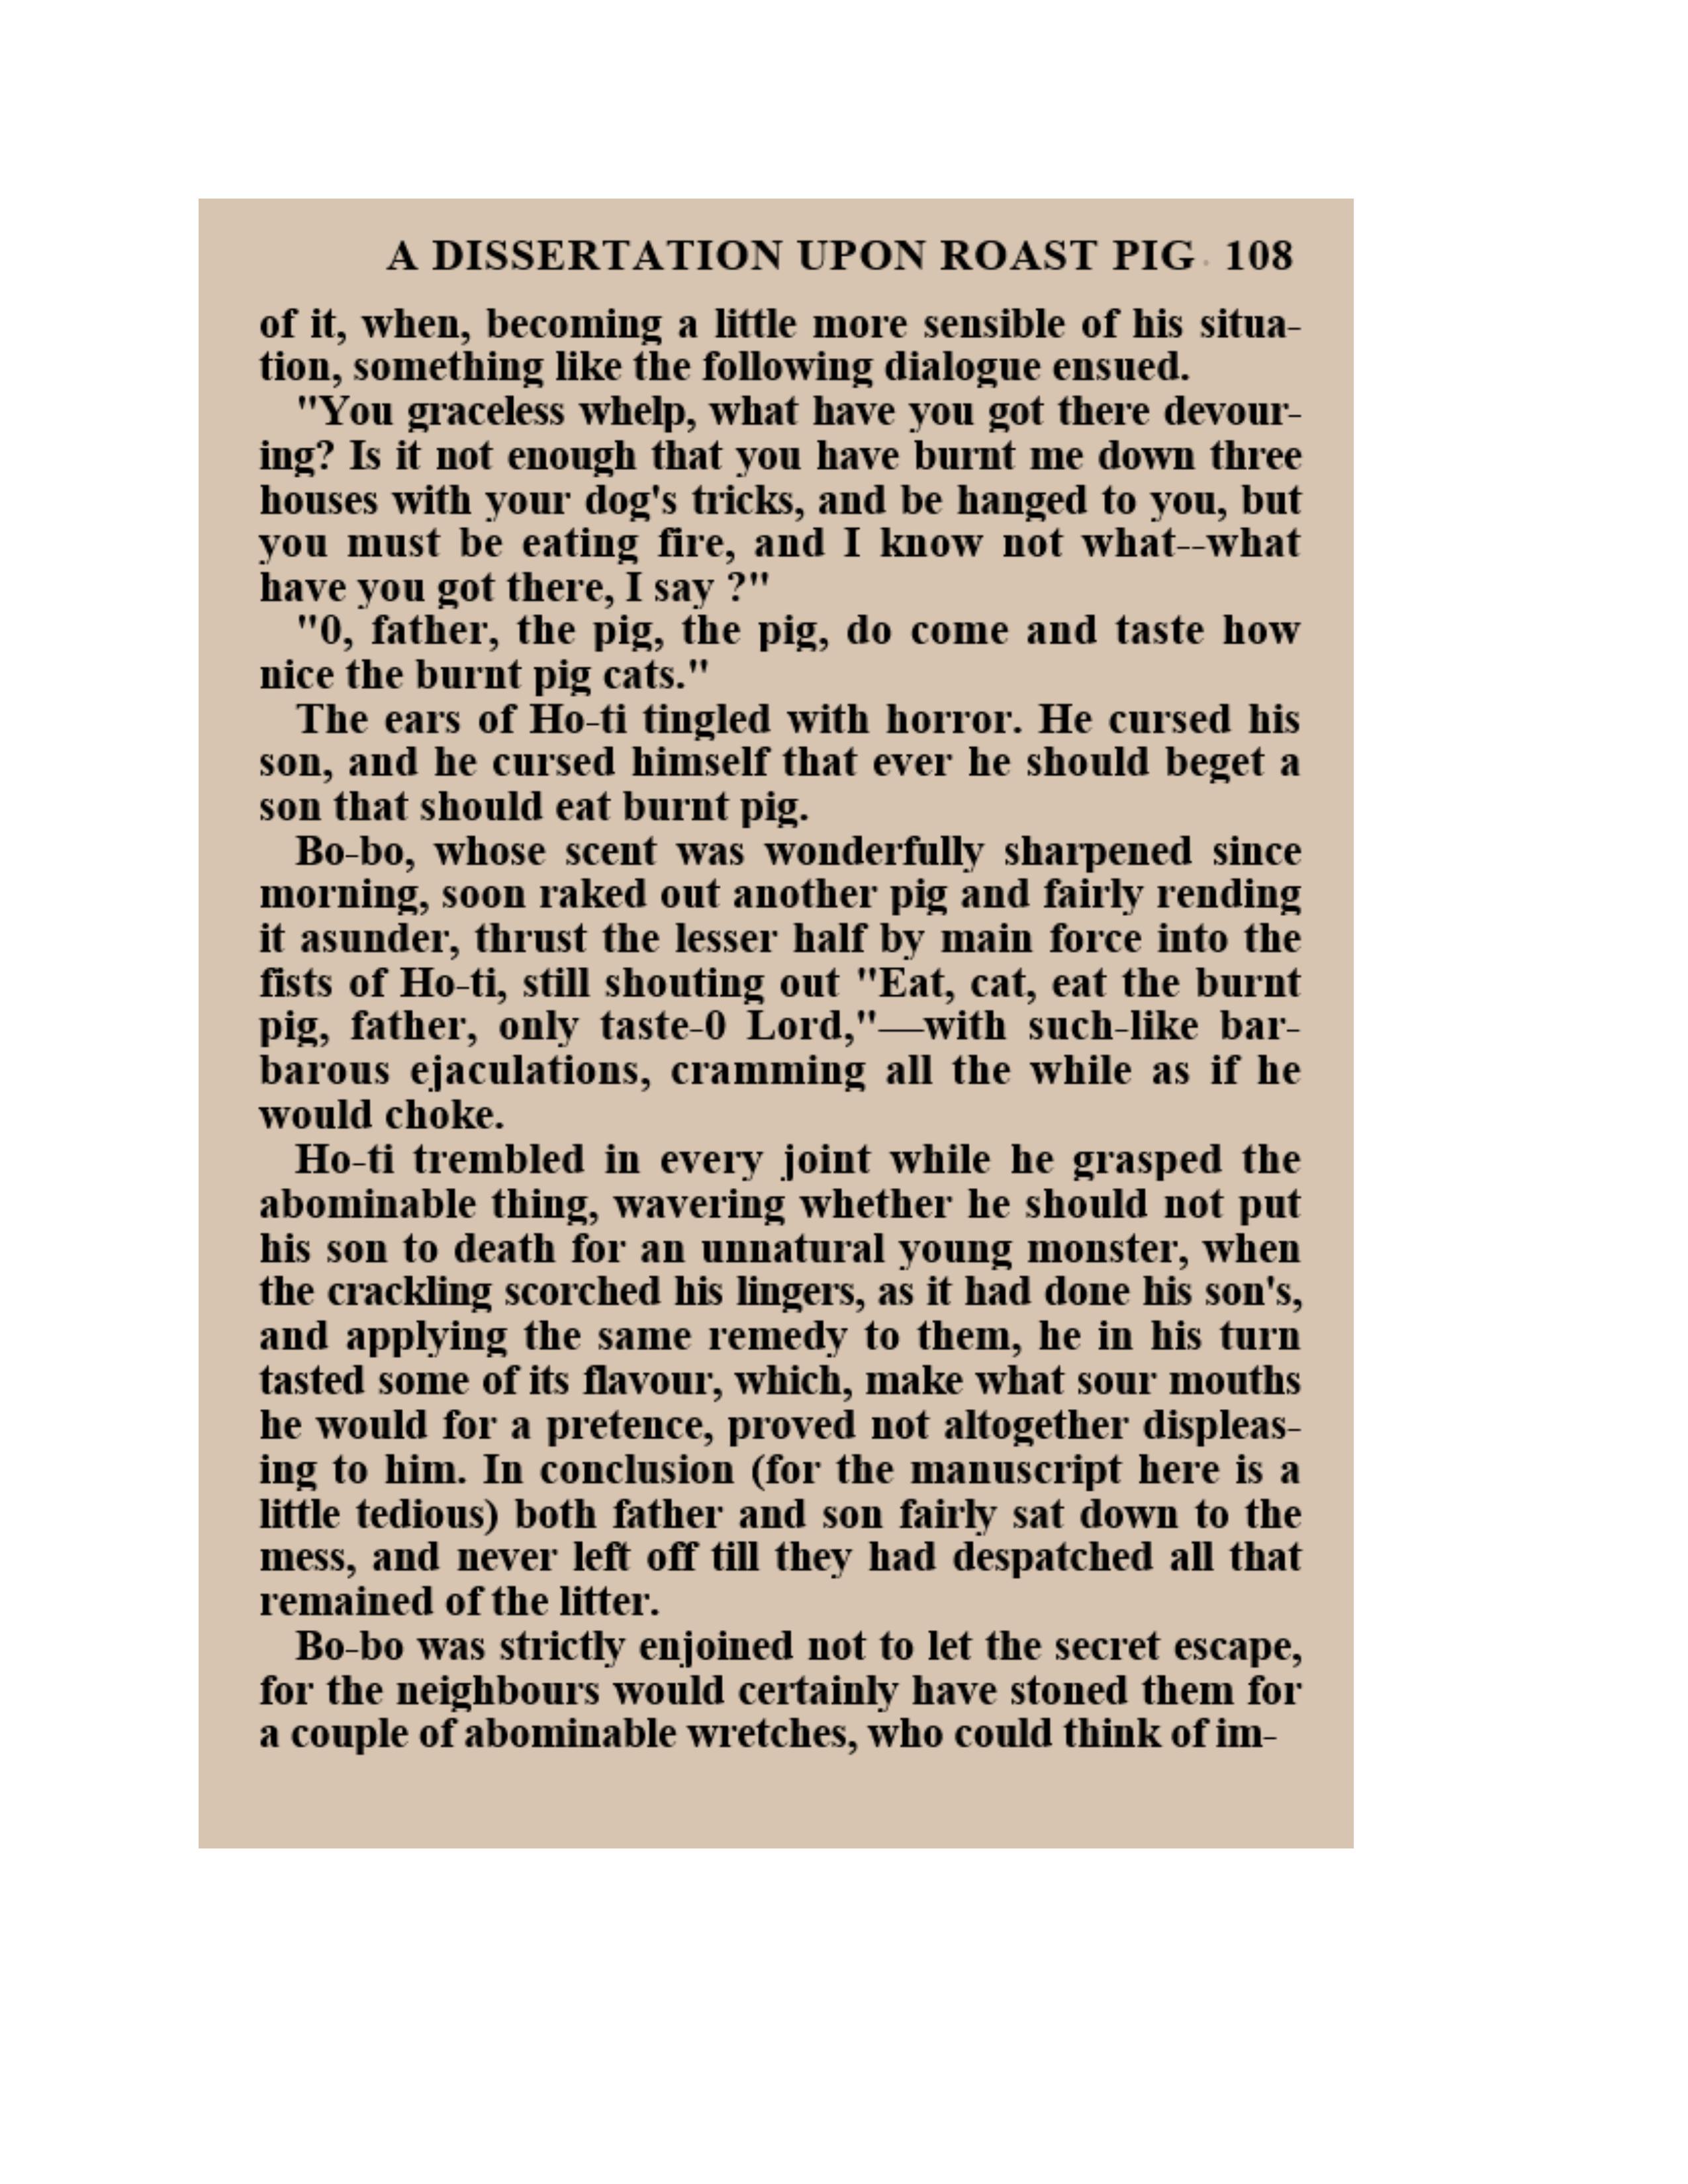 A DISSERTATION UPON ROAST PIG 108
of it, when, becoming a little more sensible of his situa-
tion, something like the following dialogue ensued.
"You graceless whelp, what have you got there devour-
ing? Is it not enough that you have burnt me down three
houses with your dog's tricks, and be hanged to you, but
you must be eating fire, and I know not what--what
have you got there, I say ?"
"0, father, the pig, the pig, do come and taste how
nice the burnt pig cats."
The ears of Ho-ti tingled with horror. He cursed his
son, and he cursed himself that ever he should beget a
son that should eat burnt pig.
Bo-bo, whose scent was wonderfully sharpened since
morning, soon raked out another pig and fairly rending
it asunder, thrust the lesser half by main force into the
fists of Ho-ti, still shouting out "Eat, cat, eat the burnt
pig, father, only taste-0 Lord,"—with such-like bar-
barous ejaculations, cramming all the while as if he
would choke.
Ho-ti trembled in every joint while he grasped the
abominable thing, wavering whether he should not put
his son to death for an unnatural young monster, when
the crackling scorched his lingers, as it had done his son's,
and applying the same remedy to them, he in his turn
tasted some of its flavour, which, make what sour mouths
he would for a pretence, proved not altogether displeas-
ing to him. In conclusion (for the manuscript here is a
little tedious) both father and son fairly sat down to the
mess, and never left off till they had despatched all that
remained of the litter.
Bo-bo was strictly enjoined not to let the secret escape,
for the neighbours would certainly have stoned them for
a couple of abominable wretches, who could think of im-